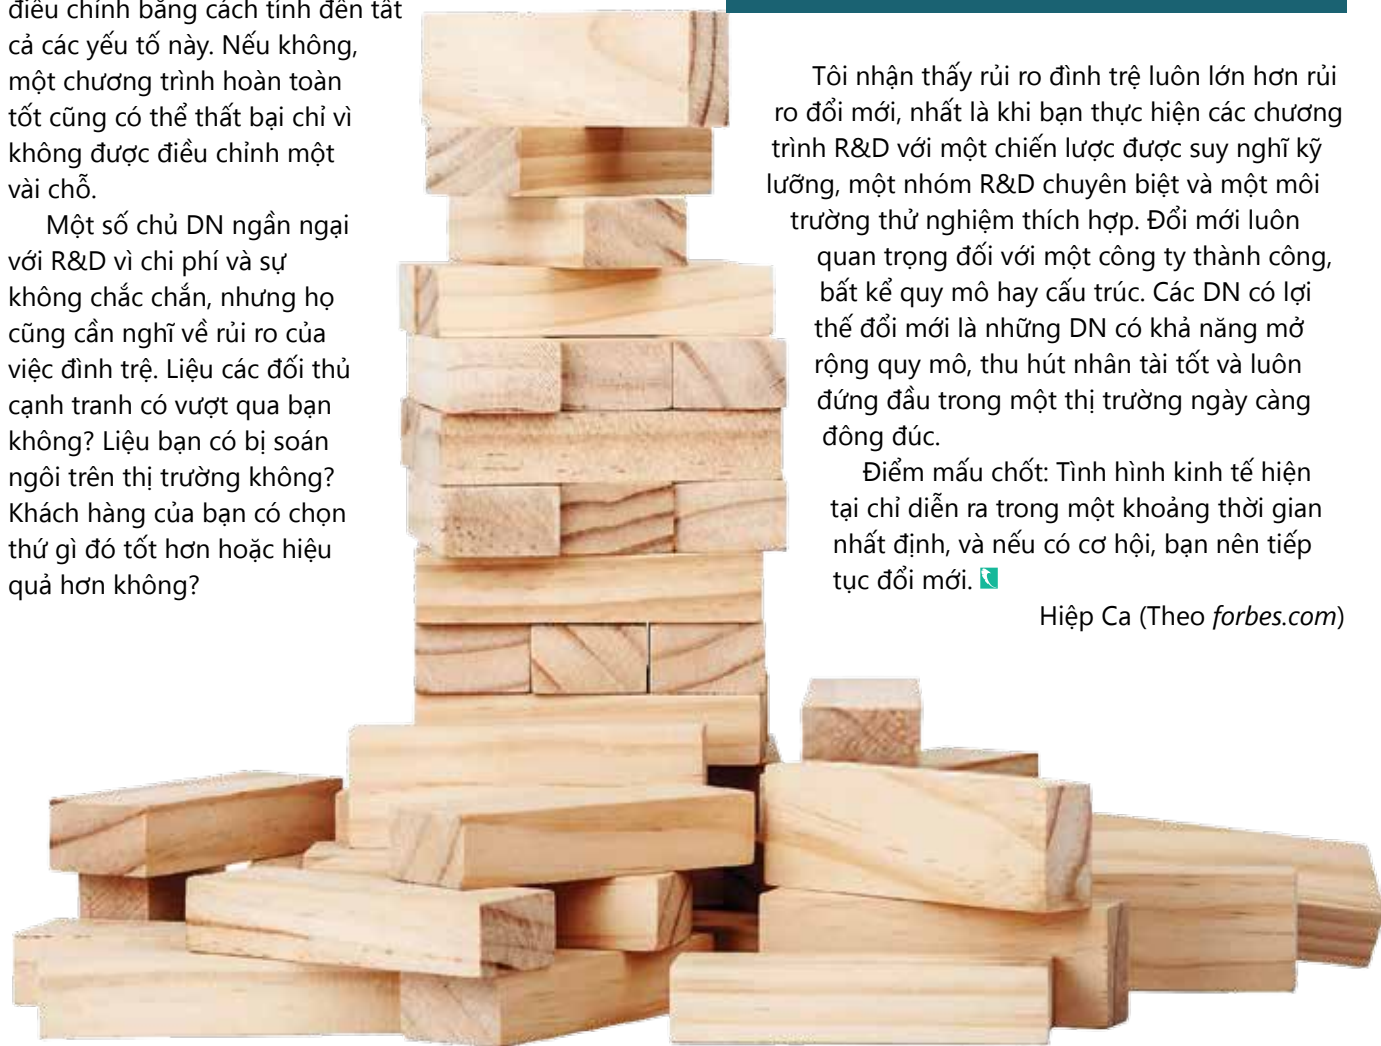 điều chỉnh bằng cách tính đến tất
cả các yếu tố này. Nếu không,
một chương trình hoàn toàn
tốt cũng có thể thất bại chỉ vì
không được điều chỉnh một
vài chỗ.
Một số chủ DN ngần ngại
với R&D vì chi phí và sự
không chắc chắn, nhưng họ
cũng cần nghĩ về rủi ro của
việc đình trệ. Liệu các đối thủ
cạnh tranh có vượt qua bạn
không? Liệu bạn có bị soán
ngôi trên thị trường không?
Khách hàng của bạn có chọn
thứ gì đó tốt hơn hoặc hiệu
quả hơn không?
Tôi nhận thấy rủi ro đình trệ luôn lớn hơn rủi
ro đổi mới, nhất là khi bạn thực hiện các chương
trình R&D với một chiến lược được suy nghĩ kỹ
lưỡng, một nhóm R&D chuyên biệt và một môi
trường thử nghiệm thích hợp. Đổi mới luôn
quan trọng đối với một công ty thành công,
bất kể quy mô hay cấu trúc. Các DN có lợi
thế đổi mới là những DN có khả năng mở
rộng quy mô, thu hút nhân tài tốt và luôn
đứng đầu trong một thị trường ngày càng
đông đúc.
Điểm mấu chốt: Tình hình kinh tế hiện
tại chỉ diễn ra trong một khoảng thời gian
nhất định, và nếu có cơ hội, bạn nên tiếp
tục đổi mới.
Hiệp Ca (Theo forbes.com)